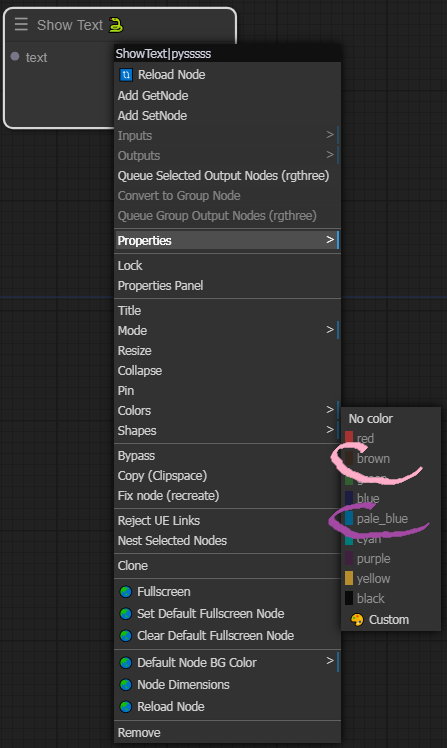 Show Text
text
ShowText|pysssss
Reload Node
Add GetNode
Add SetNode
Inputs >
Outputs >
Queue Selected Output Nodes (rgthree)
Convert to Group Node
Queue Group Output Nodes (rgthree)
Properties >
Lock
Properties Panel
Title
Mode >
Resize
Collapse
Pin
Colors >
Shapes >
Bypass
Copy (Clipspace)
Fix node (recreate)
Reject UE Links
Nest Selected Nodes
Clone
Fullscreen
Set Default Fullscreen Node
Clear Default Fullscreen Node
Default Node BG Color >
Node Dimensions
Reload Node
Remove
No color
red
brown
green
blue
pale_blue
cyan
purple
yellow
black
Custom